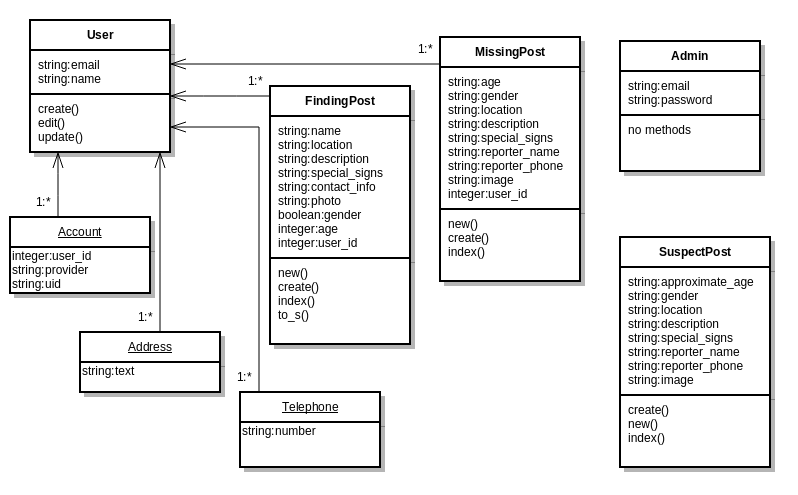 User
string:email
string:name
create()
edit()
update()
1:*
MissingPost
string:age
string:gender
string:location
string:description
string:special_signs
string:reporter_name
string:reporter_phone
string:image
integer:user_id
new()
create()
index()
Admin
string:email
string:password
no methods
1:*
FindingPost
string:name
string:location
string:description
string:special_signs
string:contact_info
string:photo
boolean:gender
integer:age
integer:user_id
new()
create()
index()
to_s()
1:*
Account
integer:user_id
string:provider
string:uid
SuspectPost
string:approximate_age
string:gender
string:location
string:description
string:special_signs
string:reporter_name
string:reporter_phone
string:image
create()
new()
index()
1:*
Address
string:text
1:*
Telephone
string:number